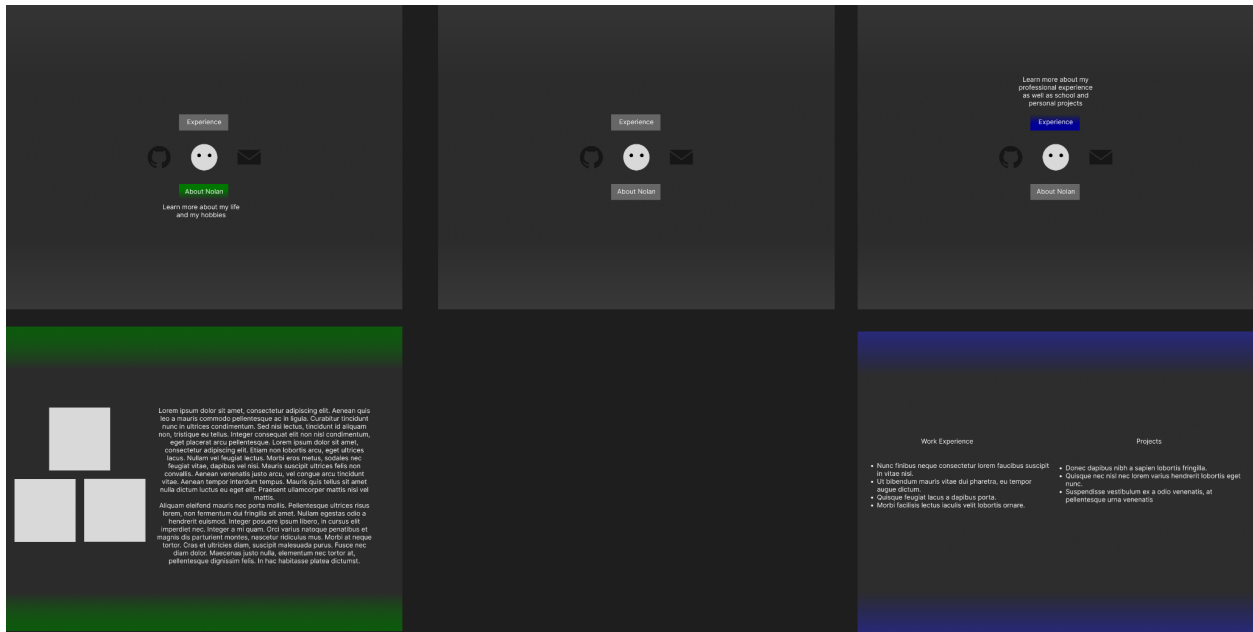 Experience
About Nolan
Learn more about my life
and my hobbies
Experience
About Nolan
Learn more about my
professional experience
as well as school and
personal projects
Experience
About Nolan
Lorem ipsum dolor sit amet, consectetur adipiscing elit. Aenean quis
leo a mauris commodo pellentesque ac in ligula. Curabitur tincidunt
nunc in ultrices condimentum. Sed nisl lectus, tincidunt id aliquam
non, tristique eu tellus. Integer consequat elit non nisl condimentum,
eget placerat arcu pellentesque. Lorem ipsum dolor sit amet,
consectetur adipiscing elit. Etiam non lobortis arcu, eget ultrices
lacus. Nullam vel feugiat lectus. Morbi eros metus, sodales nec
feugiat vitae, dapibus vel nisi. Mauris suscipit ultrices felis non
convallis. Aenean venenatis justo arcu, vel congue arcu tincidunt
vitae. Aenean tempor interdum tempus. Mauris quis tellus sit amet
nulla dictum luctus eu eget elit. Praesent ullamcorper mattis nisi vel
mattis.
Aliquam eleifend mauris nec porta mollis. Pellentesque ultrices risus
lorem, non fermentum dui fringilla sit amet. Nullam egestas odio a
hendrerit euismod. Integer posuere ipsum libero, in cursus elit
imperdiet nec. Integer a mi quam. Orci varius natoque penatibus et
magnis dis parturient montes, nascetur ridiculus mus. Morbi at neque
tortor. Cras et ultricies diam, suscipit malesuada purus. Fusce nec
diam dolor. Maecenas justo nulla, elementum nec tortor at,
pellentesque dignissim felis. In hac habitasse platea dictumst.
Work Experience
• Nunc finibus neque consectetur lorem faucibus suscipit
in vitae nisi.
• Ut bibendum mauris vitae dui pharetra, eu tempor
augue dictum.
• Quisque feugiat lacus a dapibus porta.
• Morbi facilisis lectus iaculis velit lobortis ornare.
Projects
• Donec dapibus nibh a sapien lobortis fringilla.
• Quisque nec nisl nec lorem varius hendrerit lobortis eget
nunc.
• Suspendisse vestibulum ex a odio venenatis, at
pellentesque urna venenatis